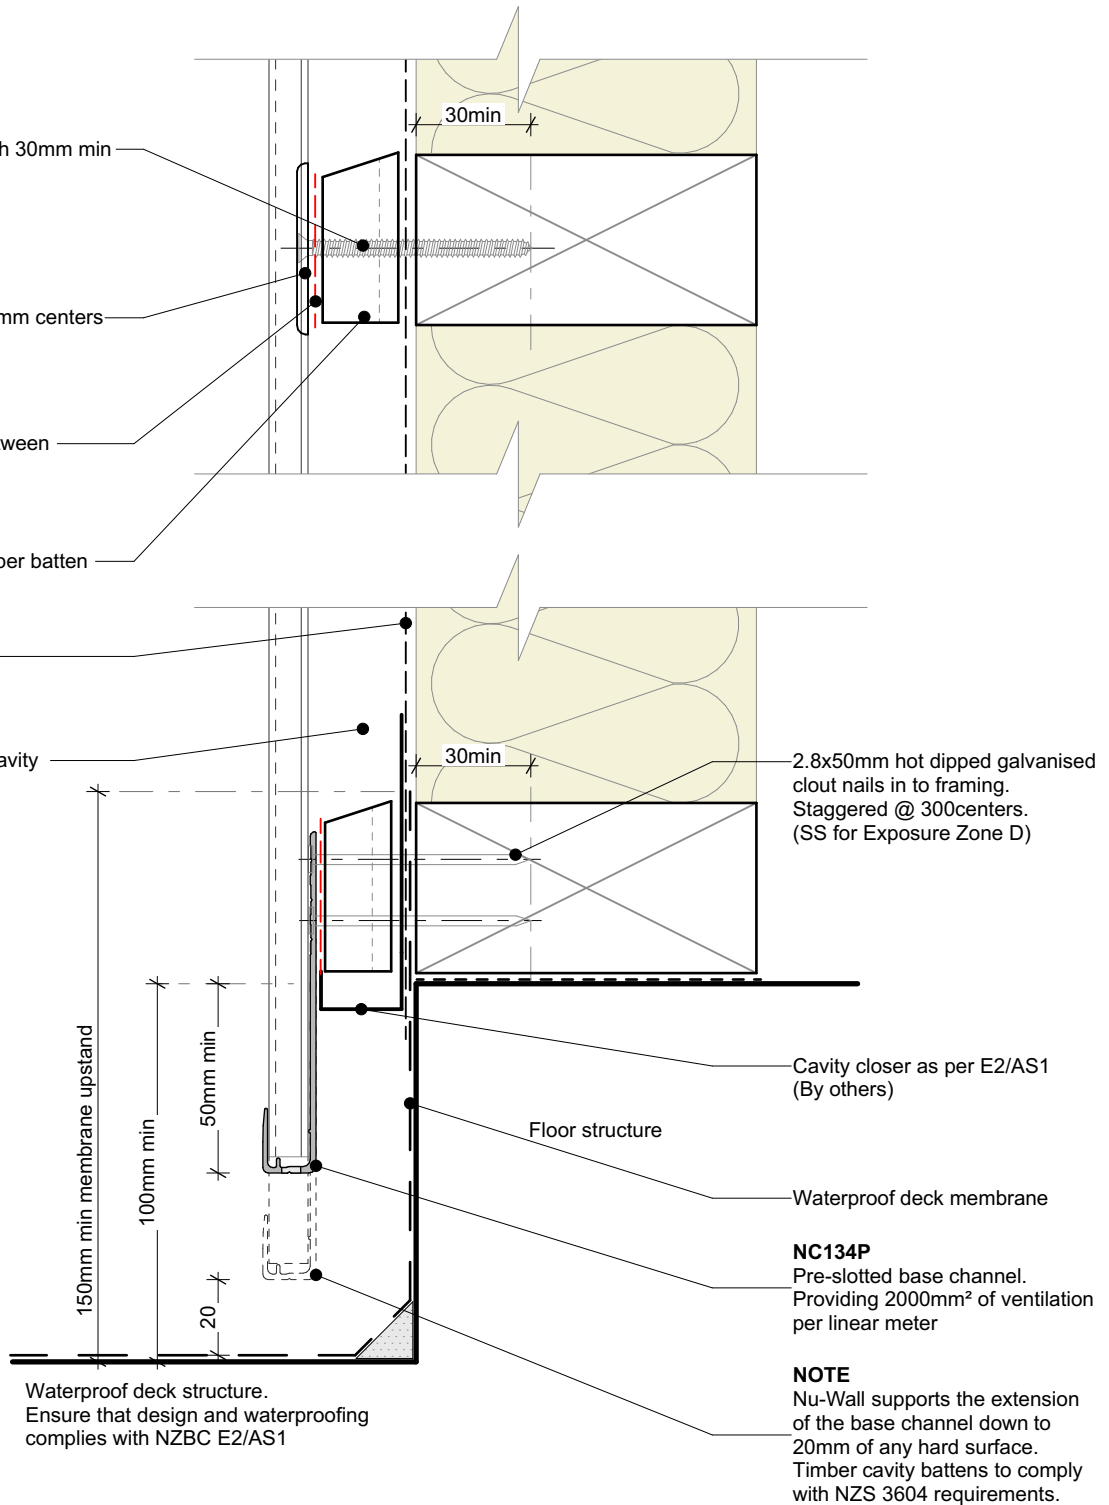 30min
h 30mm min
mm centers
ween
per batten
avity
30min
2.8x50mm hot dipped galvanised
clout nails in to framing.
Staggered @ 300centers.
(SS for Exposure Zone D)
150mm min membrane upstand
100mm min
50mm min
20
Cavity closer as per E2/AS1
(By others)
Floor structure
Waterproof deck membrane
NC134P
Pre-slotted base channel.
Providing 2000mm² of ventilation
per linear meter
NOTE
Nu-Wall supports the extension
of the base channel down to
20mm of any hard surface.
Timber cavity battens to comply
with NZS 3604 requirements.
Waterproof deck structure.
Ensure that design and waterproofing
complies with NZBC E2/AS1